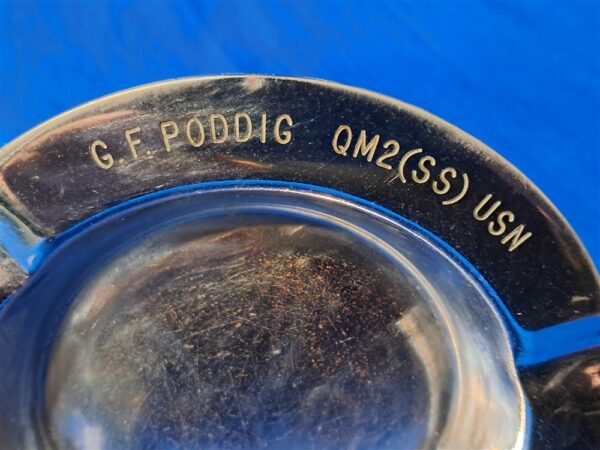 G.F. PODDIG QM2(SS) USN